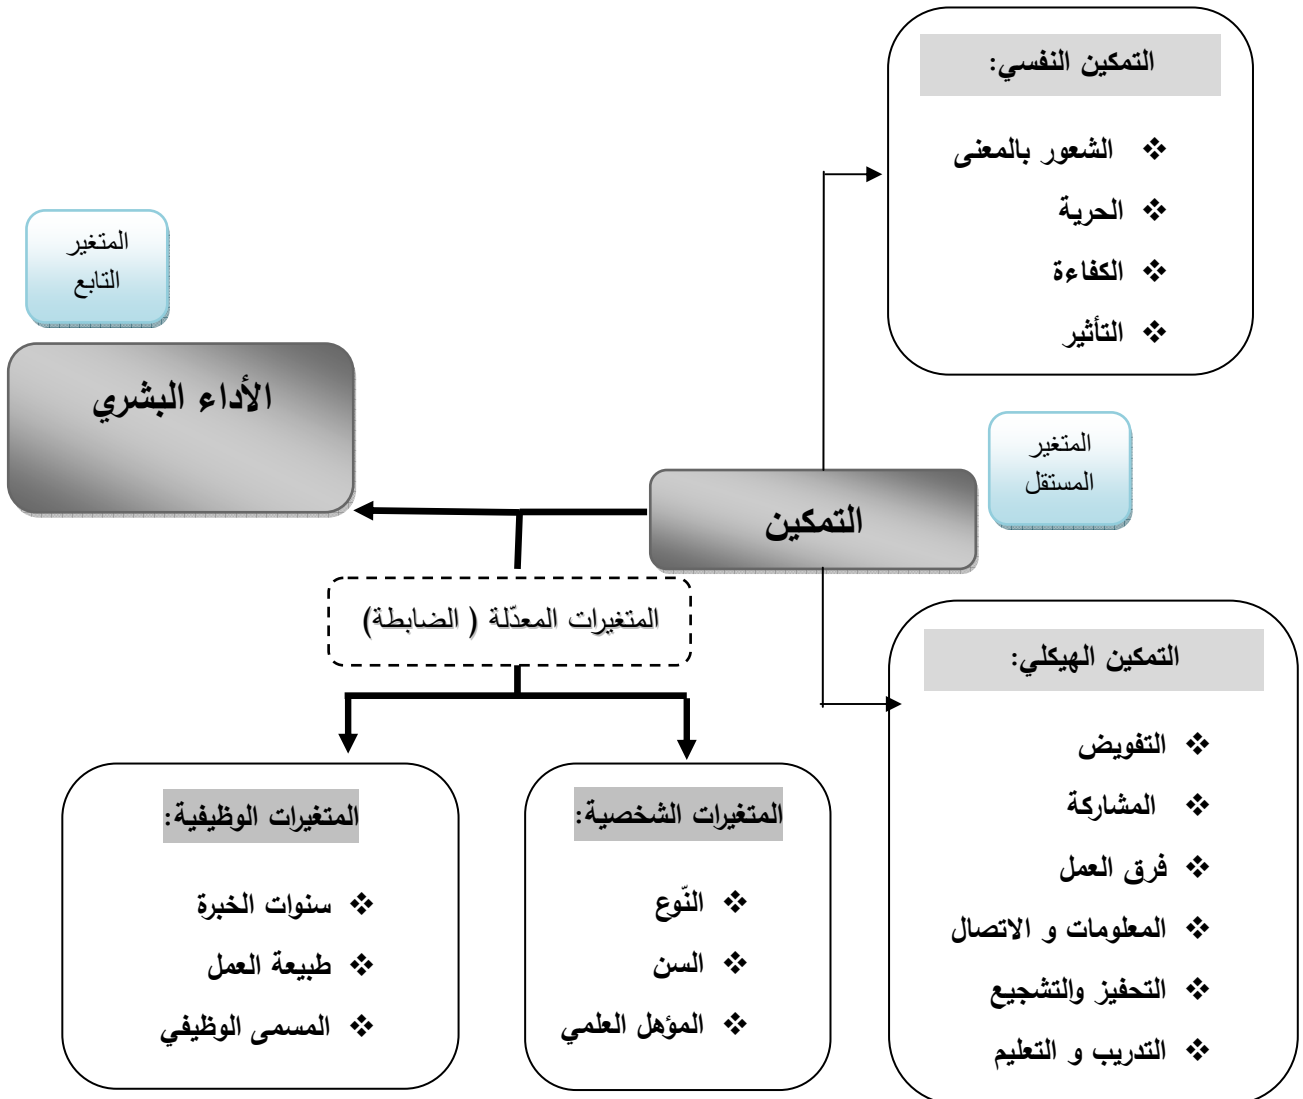 التمكين النفسي:
❖ الشعور بالمعنى
❖ الحرية
❖ الكفاءة
❖ التأثير
المتغير
التابع
الأداء البشري
المتغير
المستقل
التمكين
المتغيرات المعدّلة ( الضابطة)
التمكين الهيكلي:
❖ التفويض
❖ المشاركة
❖ فرق العمل
❖ المعلومات و الاتصال
❖ التحفيز والتشجيع
❖ التدريب و التعليم
المتغيرات الشخصية:
❖ النّوع
❖ السن
❖ المؤهل العلمي
المتغيرات الوظيفية:
❖ سنوات الخبرة
❖ طبيعة العمل
❖ المسمى الوظيفي